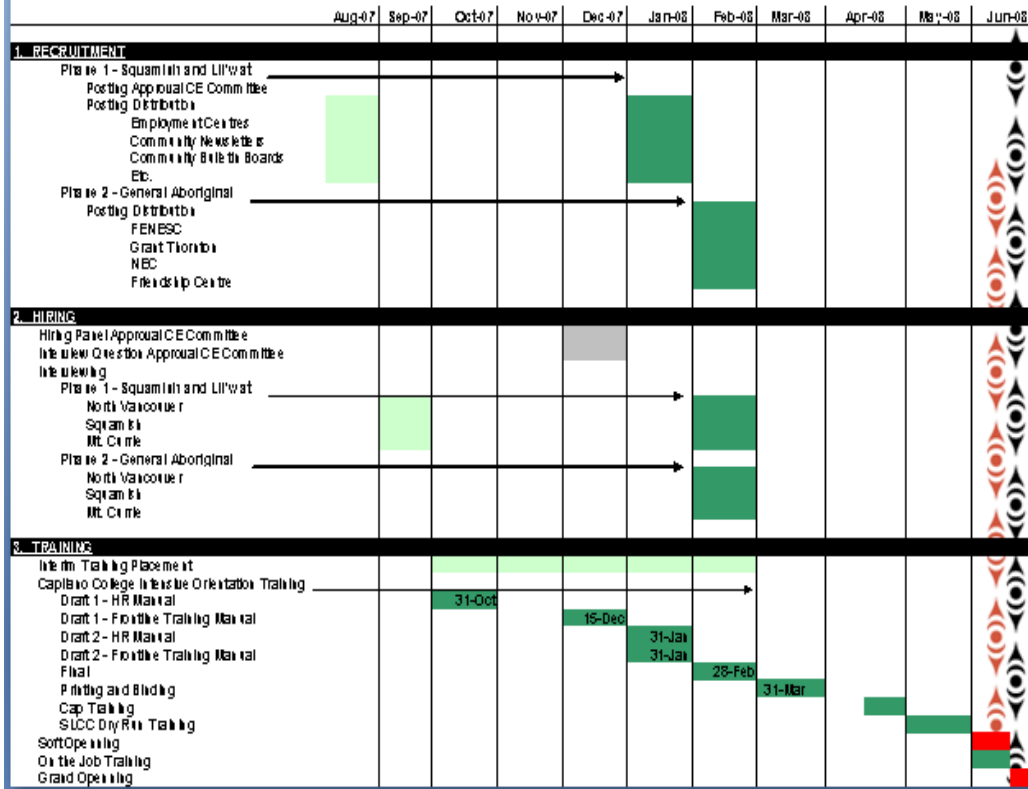 Aug-07 Sep-07 Oct-07 Nov-07 Dec-07 Jan-08 Feb-08 Mar-08 Apr-08 May-08 Jun-08
1. RECRUITMENT
Phase 1 - Squamish and Lil'wat
Posting Approval CE Committee
Posting Distribution
Employment Centres
Community Newsletters
Community Bulletin Boards
Etc.
Phase 2 - General Aboriginal
Posting Distribution
FENESC
Grant Thornton
NEC
Friendship Centre
2. HIRING
Hiring Panel Approval CE Committee
Interview Question Approval CE Committee
Interviewing
Phase 1 - Squamish and Lil'wat
North Vancouver
Squamish
Mt. Currie
Phase 2 - General Aboriginal
North Vancouver
Squamish
Mt. Currie
3. TRAINING
Interim Training Placement
Capilano College Intensive Orientation Training
Draft 1 - HR Manual 31-Oct
Draft 1 - Frontline Training Manual 15-Dec
Draft 2 - HR Manual 31-Jan
Draft 2 - Frontline Training Manual 31-Jan
Final 28-Feb
Printing and Binding 31-Mar
Cap Training
SLCC Dry Run Training
Soft Opening
On the Job Training
Grand Openning